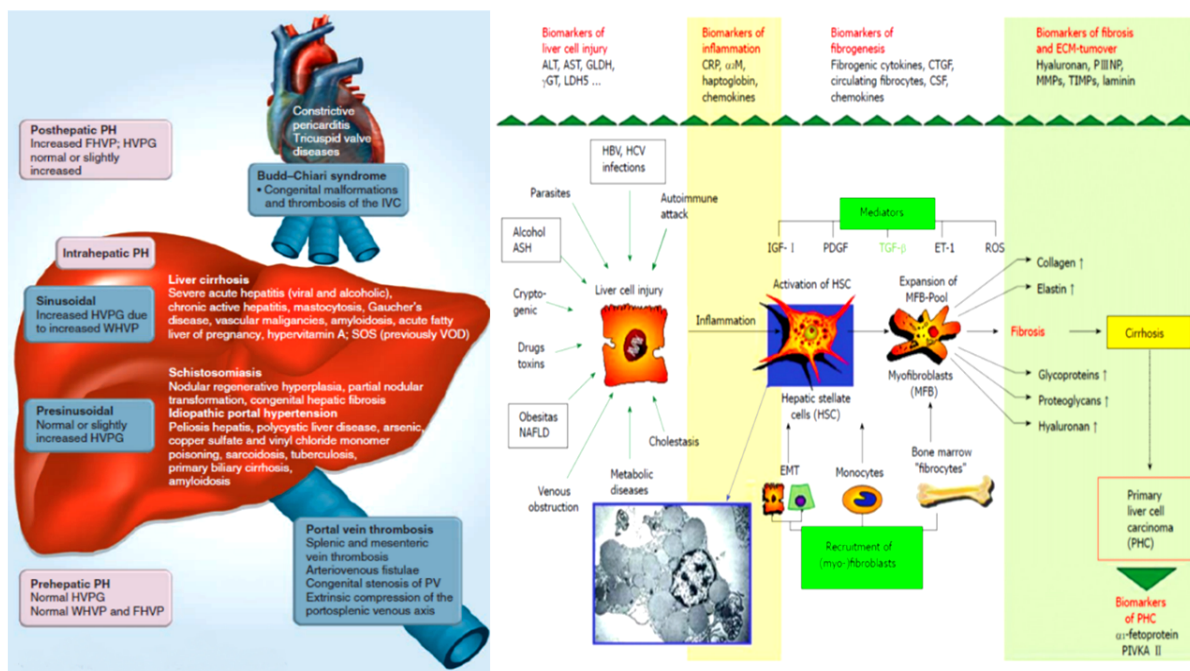 Constrictive
pericarditis
Tricuspid valve
diseases
Posthepatic PH
Increased FHVP; HVPG
normal or slightly
increased
Budd–Chiari syndrome
• Congenital malformations
and thrombosis of the IVC
Intrahepatic PH
Sinusoidal
Increased HVPG due
to increased WHVP
Liver cirrhosis
Severe acute hepatitis (viral and alcoholic),
chronic active hepatitis, mastocytosis, Gaucher's
disease, vascular maligancies, amyloidosis, acute fatty
liver of pregnancy, hypervitamin A; SOS (previously VOD)
Presinusoidal
Normal or slightly
increased HVPG
Schistosomiasis
Nodular regenerative hyperplasia, partial nodular
transformation, congenital hepatic fibrosis
Idiopathic portal hypertension
Peliosis hepatis, polycystic liver disease, arsenic,
copper sulfate and vinyl chloride monomer
poisoning, sarcoidosis, tuberculosis,
primary biliary cirrhosis,
amyloidosis
Portal vein thrombosis
Splenic and mesenteric
vein thrombosis
Arteriovenous fistulae
Congenital stenosis of PV
Extrinsic compression of the
portosplenic venous axis
Prehepatic PH
Normal HVPG
Normal WHVP and FHVP
Biomarkers of
liver cell injury
ALT, AST, GLDH,
γGT, LDH5 ...
Biomarkers of
inflammation
CRP, α2M,
haptoglobin,
chemokines
Biomarkers of
fibrogenesis
Fibrogenic cytokines, CTGF,
circulating fibrocytes, CSF,
chemokines
Biomarkers of fibrosis
and ECM-tumover
Hyaluronan, PⅢNP,
MMPs, TIMPs, laminin
HBV, HCV
infections
Parasites
Autoimmune
attack
Alcohol
ASH
Crypto-
genic
Liver cell injury
Drugs
toxins
Obesitas
NAFLD
Cholestasis
Venous
obstruction
Metabolic
diseases
Inflammation
Mediators
IGF- I
PDGF
TGF-β
ET-1
ROS
Activation of HSC
Expansion of
MFB-Pool
Hepatic stellate
cells (HSC)
Myofibroblasts
(MFB)
EMT
Monocytes
Bone marrow
"fibrocytes"
Recruitment of
(myo-)fibroblasts
Collagen ↑
Elastin ↑
Fibrosis
Cirrhosis
Glycoproteins ↑
Proteoglycans ↑
Hyaluronan ↑
Primary
liver cell
carcinoma
(PHC)
Biomarkers
of PHC
α1-fetoprotein
PIVKA Ⅱ